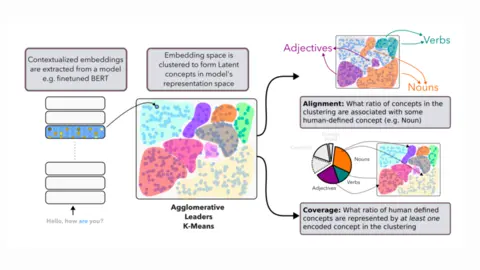 Contextualized embeddings
are extracted from a model
e.g. finetuned BERT
Hello, how are you?
Embedding space is
clustered to form Latent
concepts in model's
representation space
Agglomerative
Leaders
K-Means
Adjectives
Verbs
Nouns
Alignment: What ratio of concepts in the
clustering are associated with some
human-defined concept (e.g. Noun)
Nouns
Verbs
Adjectives
Coverage: What ratio of human defined
concepts are represented by at least one
encoded concept in the clustering